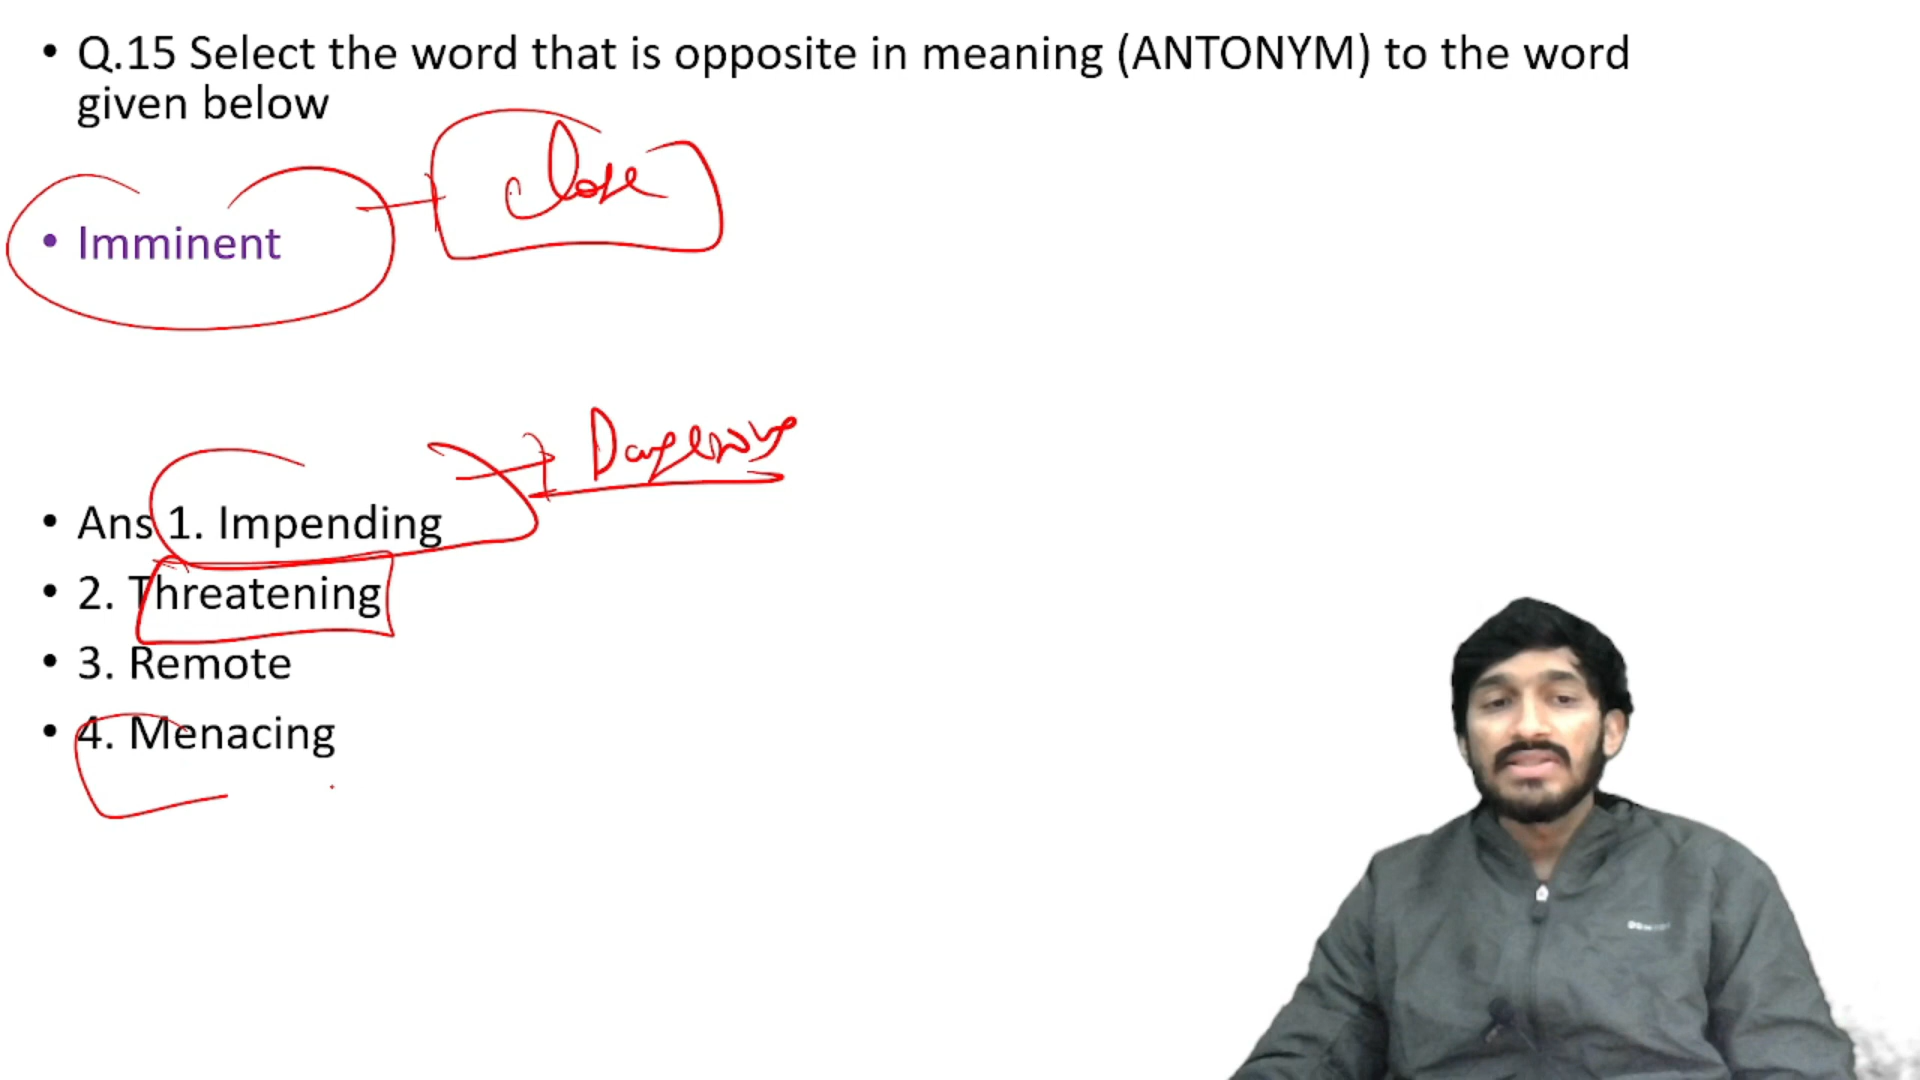 • Q.15 Select the word that is opposite in meaning (ANTONYM) to the word
given below
close
• Imminent
Dangerous
• Ans 1. Impending
• 2. Threatening
• 3. Remote
• 4. Menacing